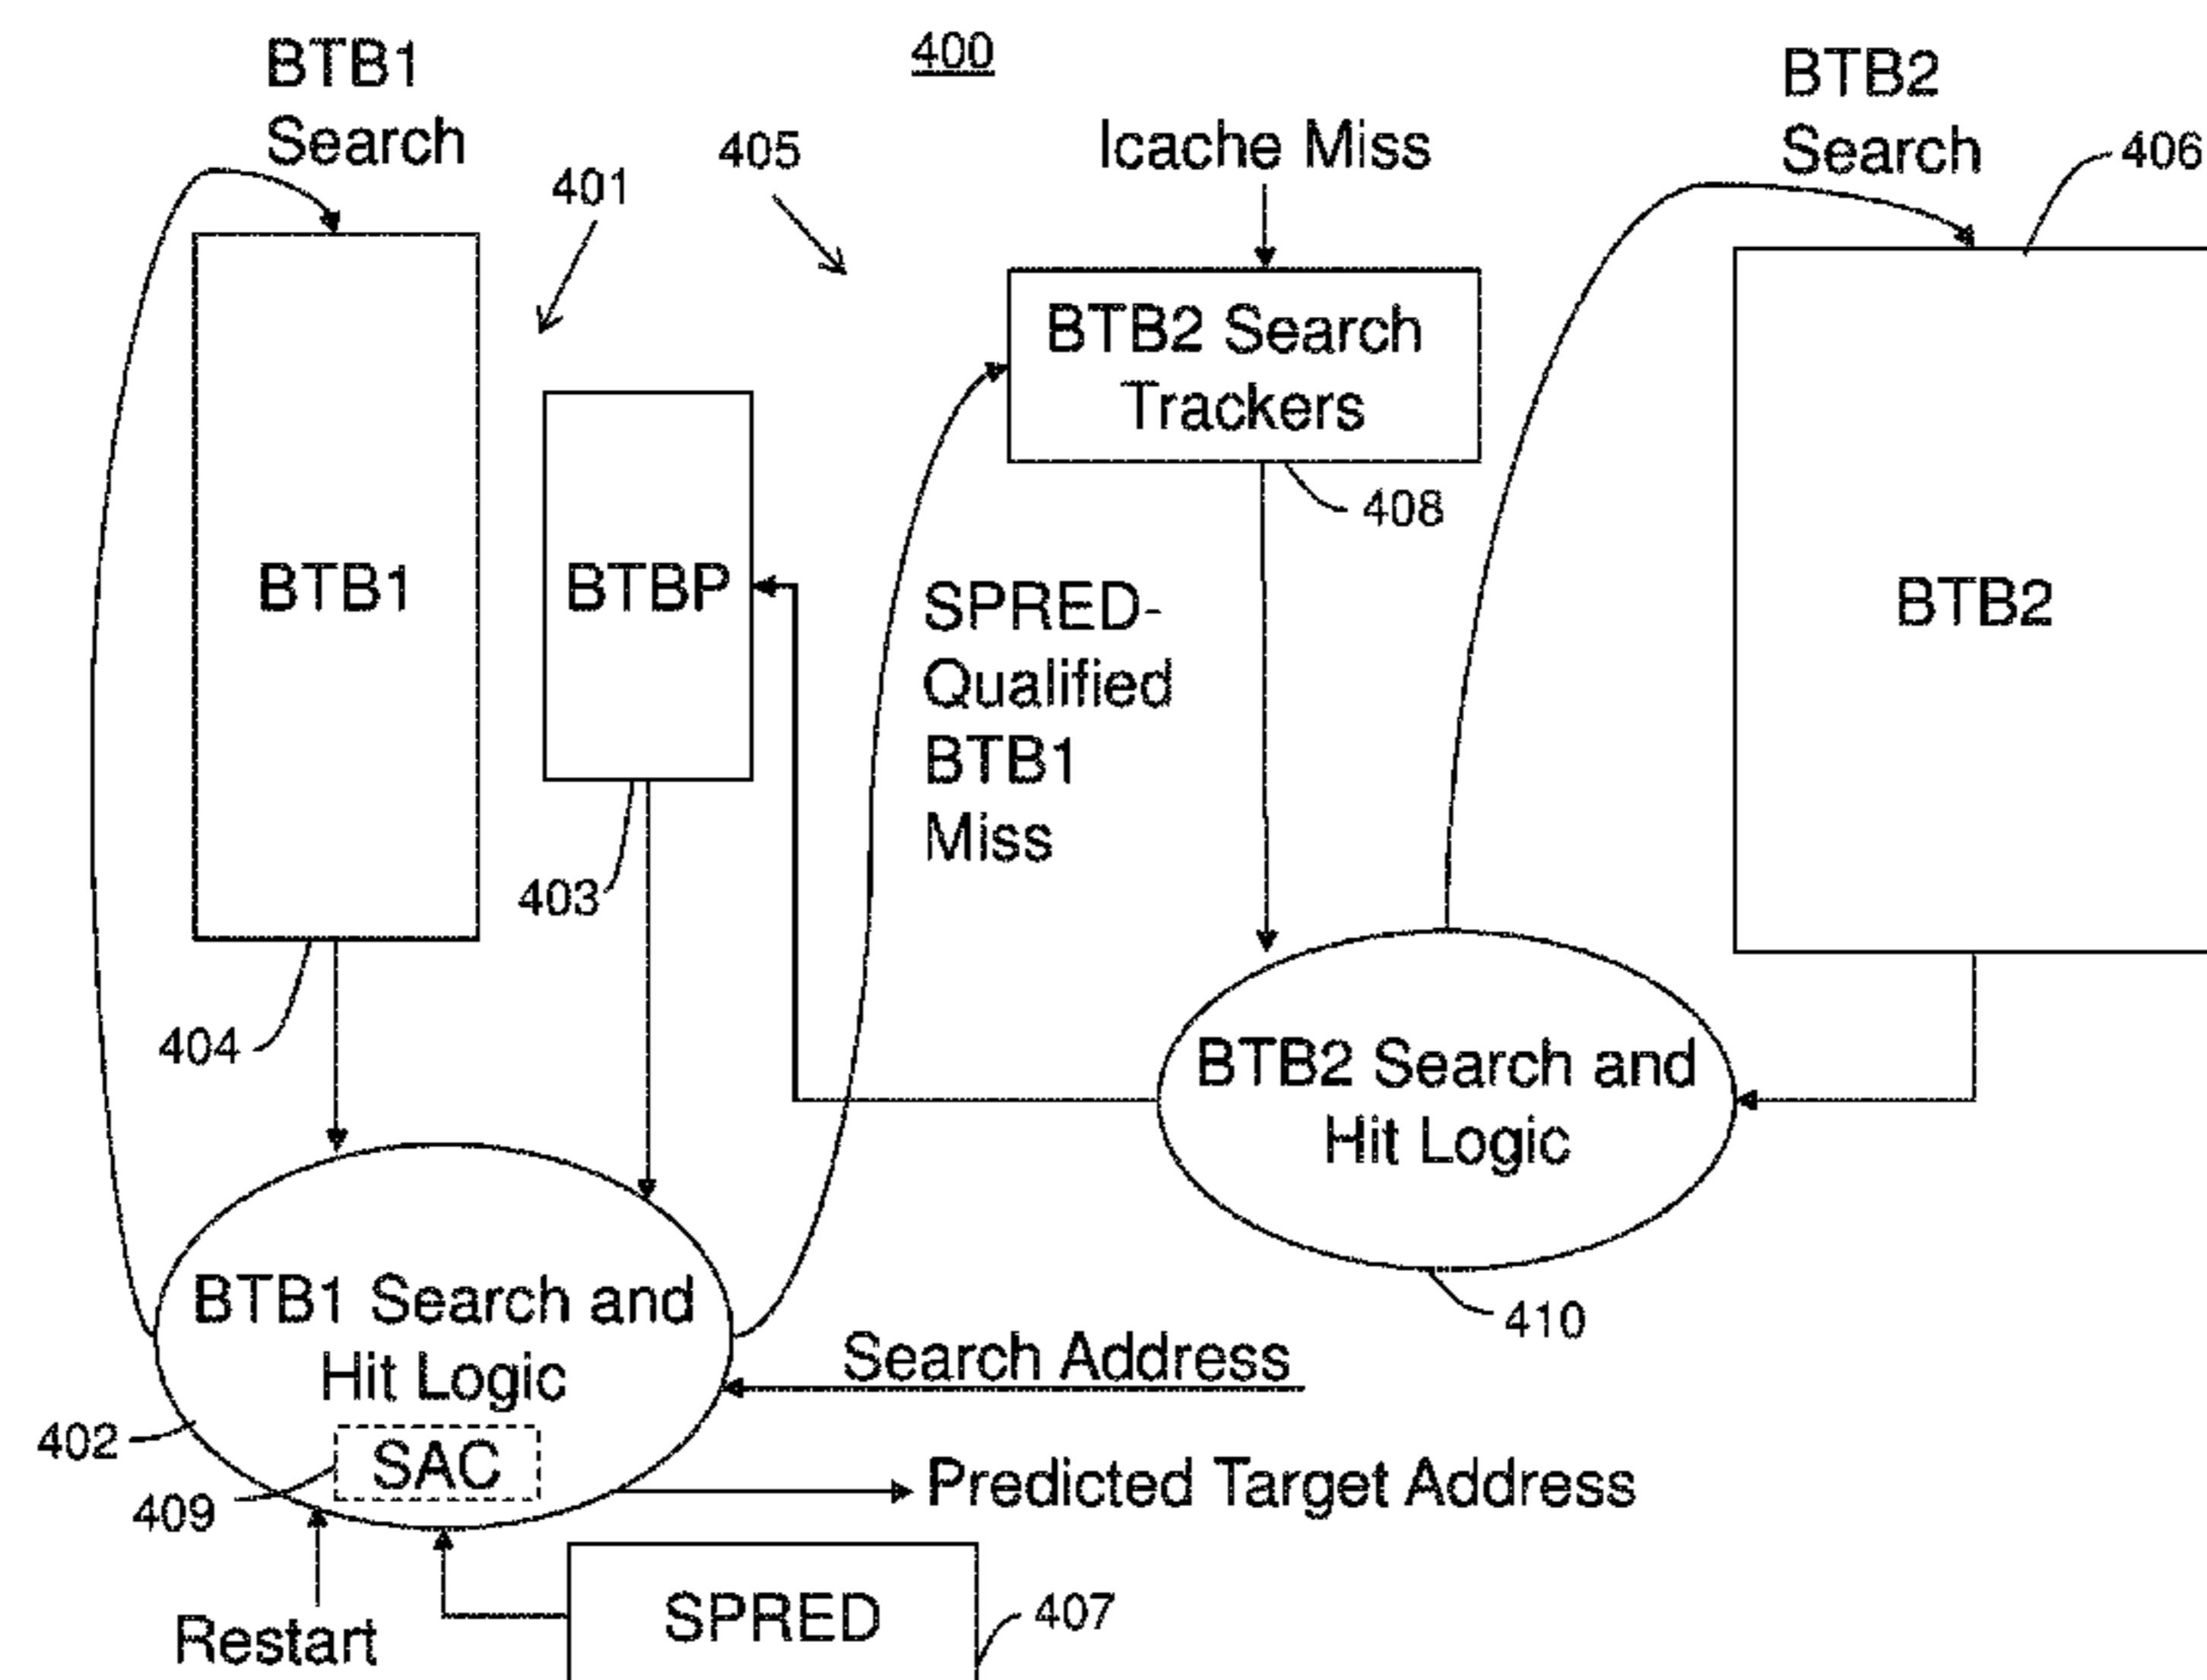 400
BTB1
Search
401
405
Icache Miss
BTB2
Search
406
BTB2 Search
Trackers
408
BTB1
BTBP
SPRED-
Qualified
BTB1
Miss
BTB2
403
404
BTB2 Search and
Hit Logic
410
BTB1 Search and
Hit Logic
402
SAC
409
Search Address
Predicted Target Address
Restart
SPRED
407